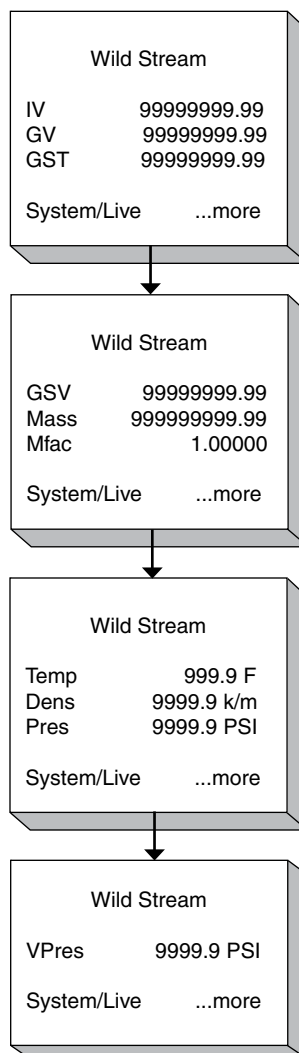 Wild Stream
IV 99999999.99
GV 99999999.99
GST 99999999.99
System/Live ...more
Wild Stream
GSV 99999999.99
Mass 999999999.99
Mfac 1.00000
System/Live ...more
Wild Stream
Temp 999.9 F
Dens 9999.9 k/m
Pres 9999.9 PSI
System/Live ...more
Wild Stream
VPres 9999.9 PSI
System/Live ...more